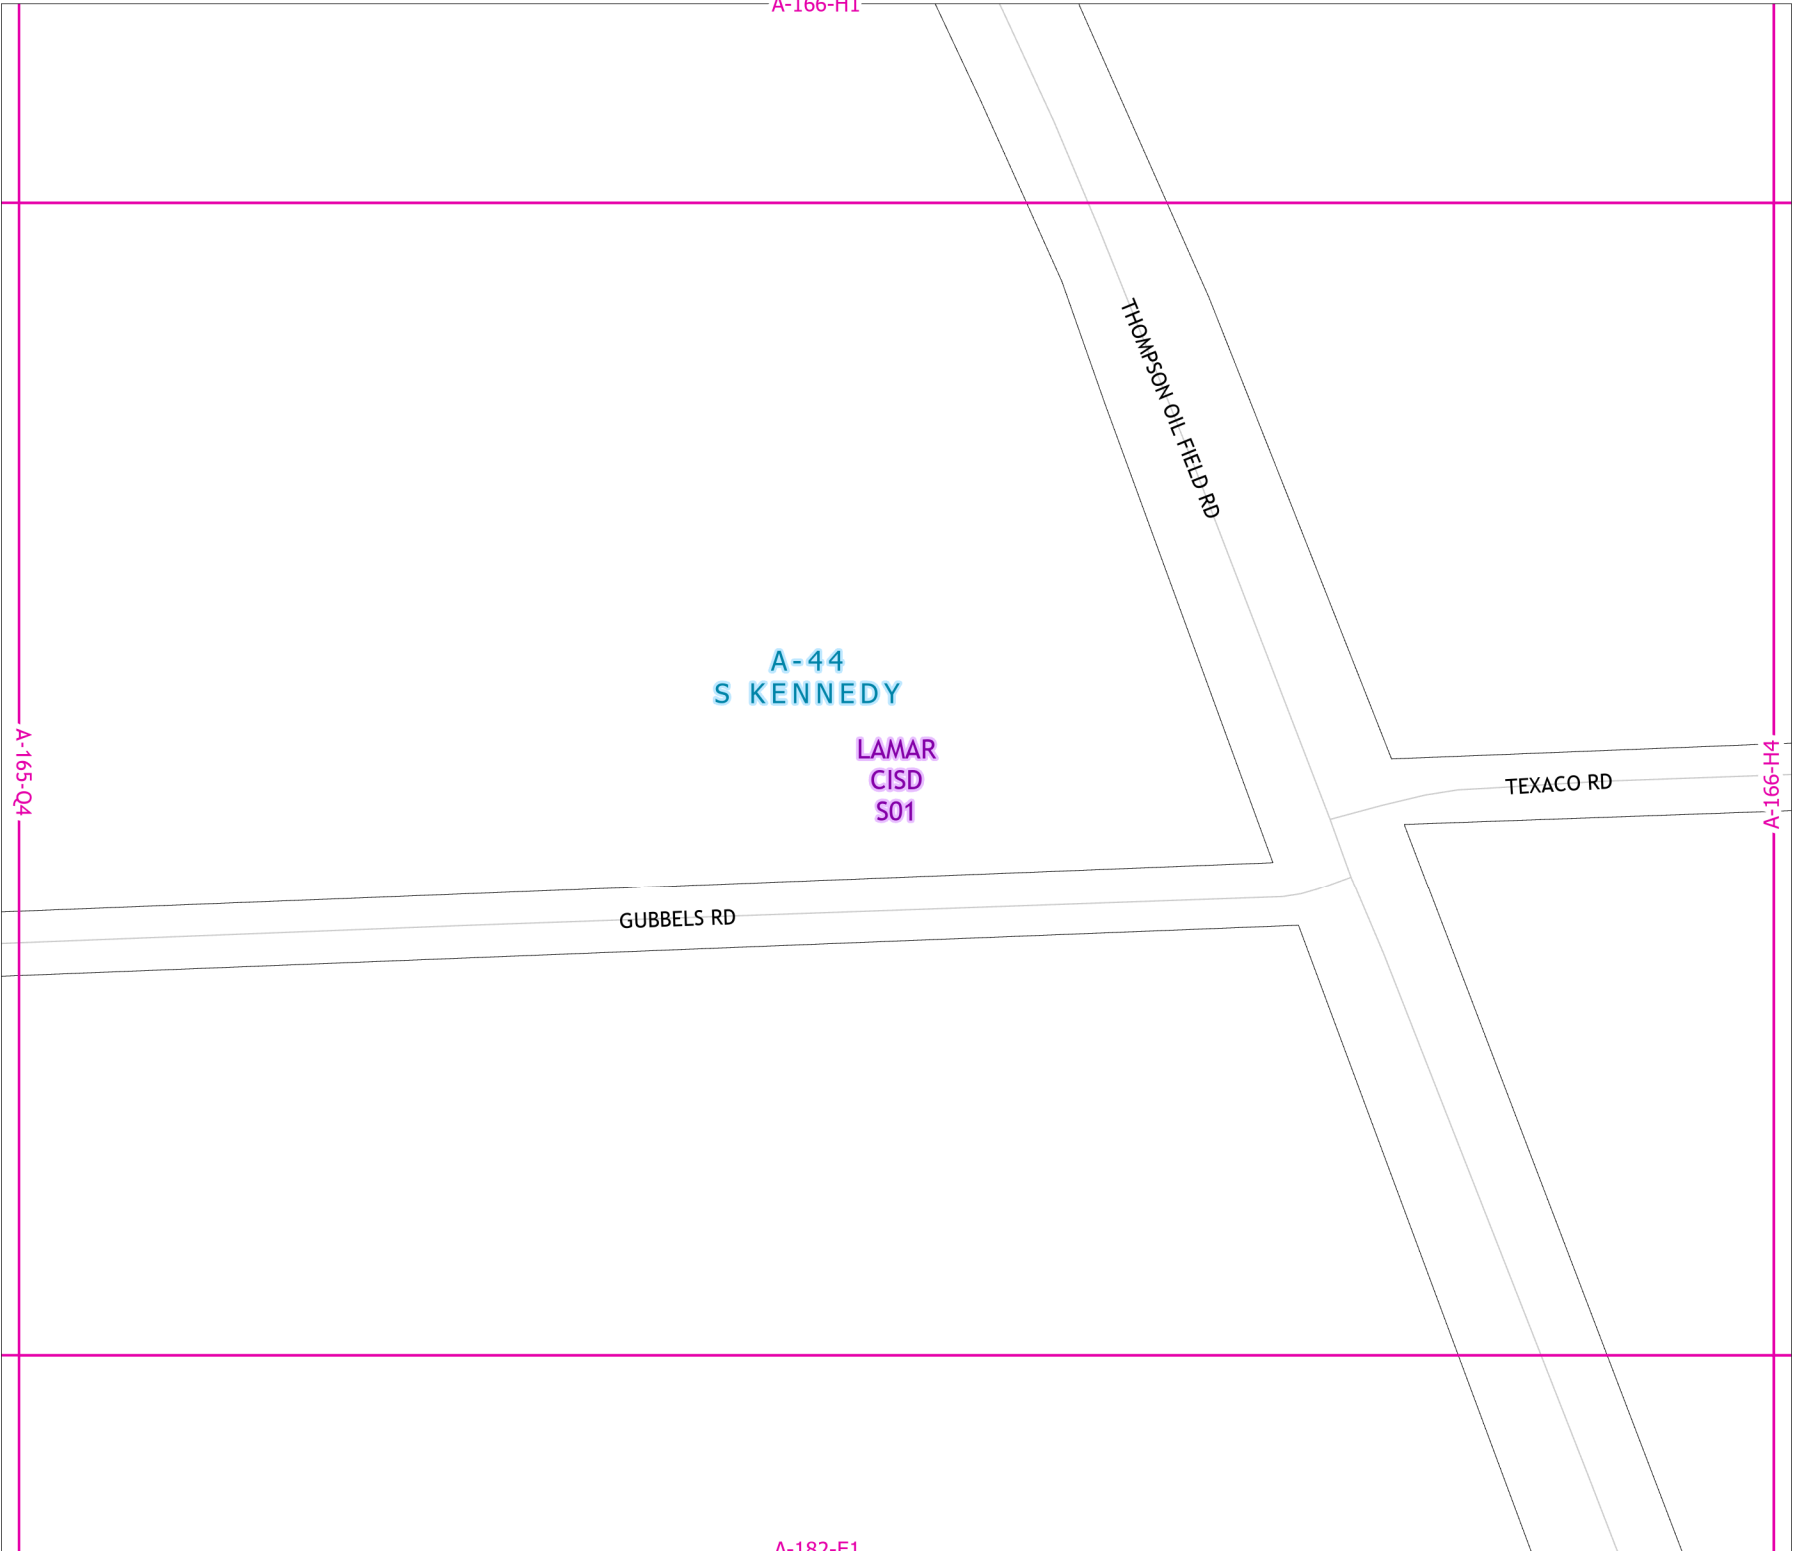 A-166-H1
THOMPSON OIL FIELD RD
A-44
S KENNEDY
LAMAR
CISD
S01
A-165-Q4
A-166-H4
TEXACO RD
GUBBELS RD
A-182-E1